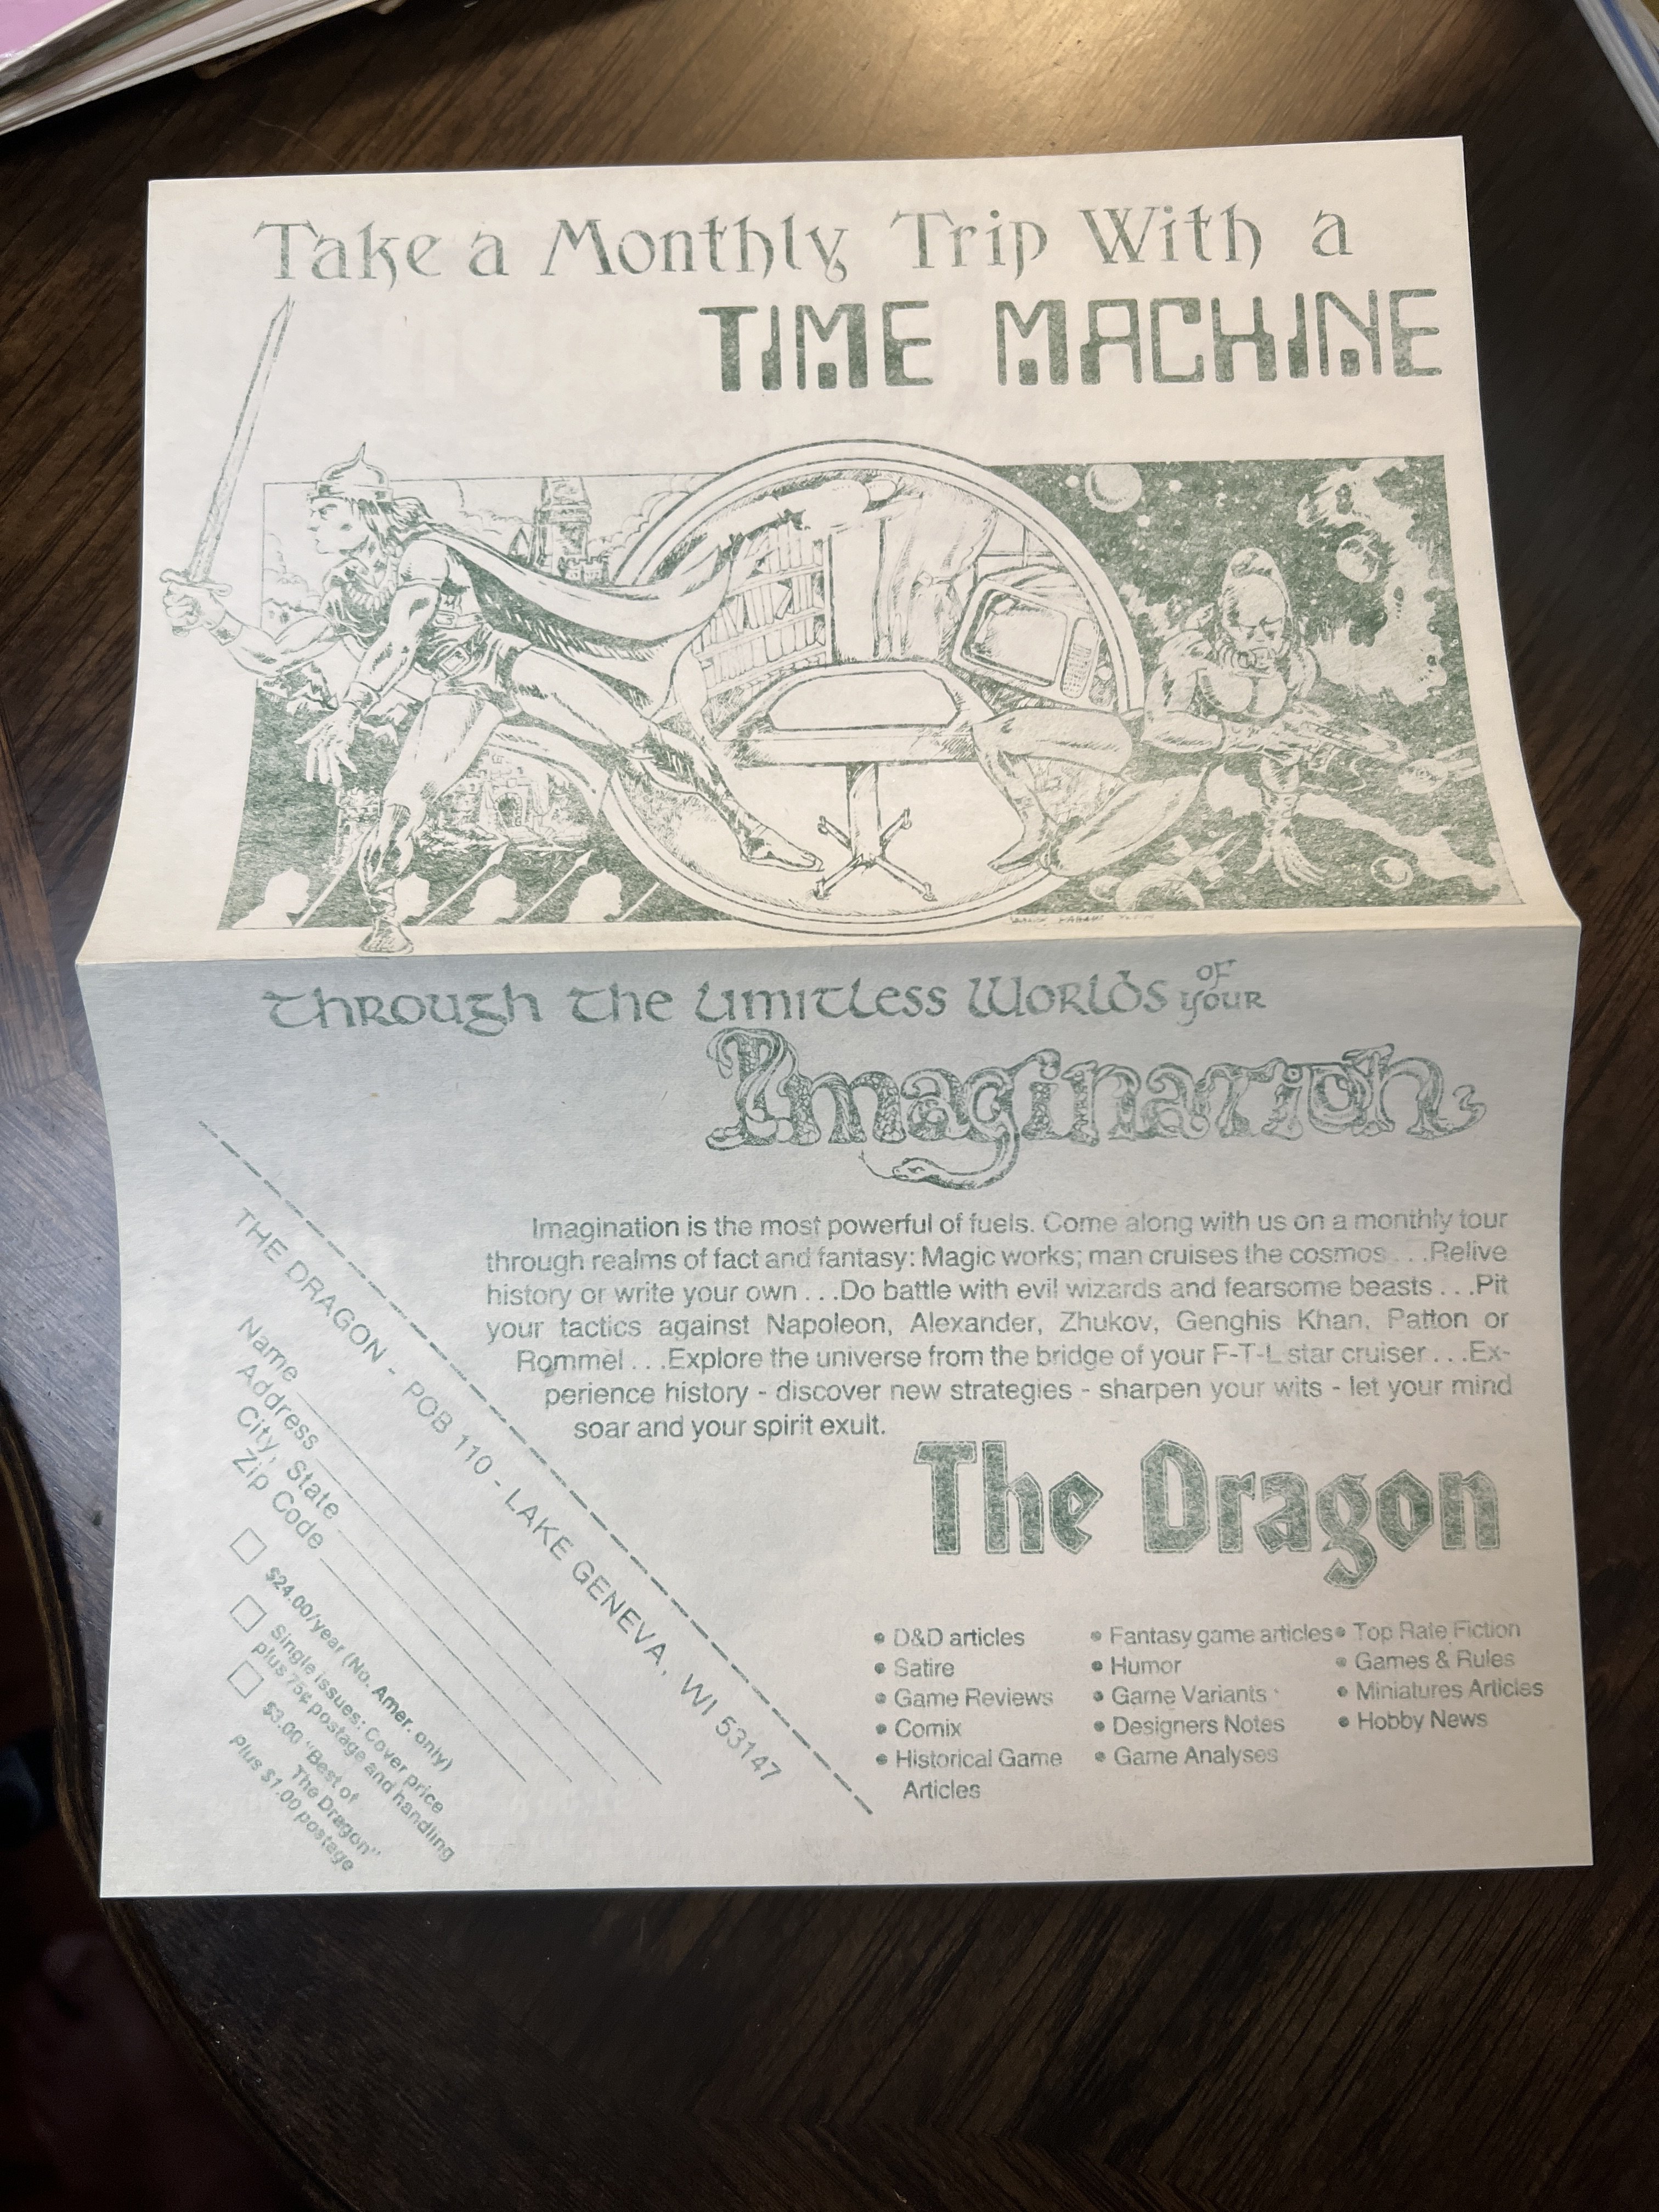 Take a Monthly Trip With a
TIME MACHINE
Through the Limitless Worlds of your
Imagination
Imagination is the most powerful of fuels. Come along with us on a monthly tour
through realms of fact and fantasy: Magic works; man cruises the cosmos . . .Relive
history or write your own . . .Do battle with evil wizards and fearsome beasts . . .Pit
your tactics against Napoleon, Alexander, Zhukov, Genghis Khan, Patton or
Rommel . . .Explore the universe from the bridge of your F-T-L star cruiser . . .Ex-
perience history - discover new strategies - sharpen your wits - let your mind
soar and your spirit exult.
The Dragon
• D&D articles
• Satire
• Game Reviews
• Comix
• Historical Game
Articles
• Fantasy game articles
• Humor
• Game Variants
• Designers Notes
• Game Analyses
• Top Rate Fiction
• Games & Rules
• Miniatures Articles
• Hobby News
THE DRAGON - POB 110 - LAKE GENEVA, WI 53147
Name
Address
City, State
Zip Code
$24.00/year (No. Amer. only)
Single issues: Cover price
plus 75¢ postage and handling
$3.00 "Best of
The Dragon"
plus $1.00 postage